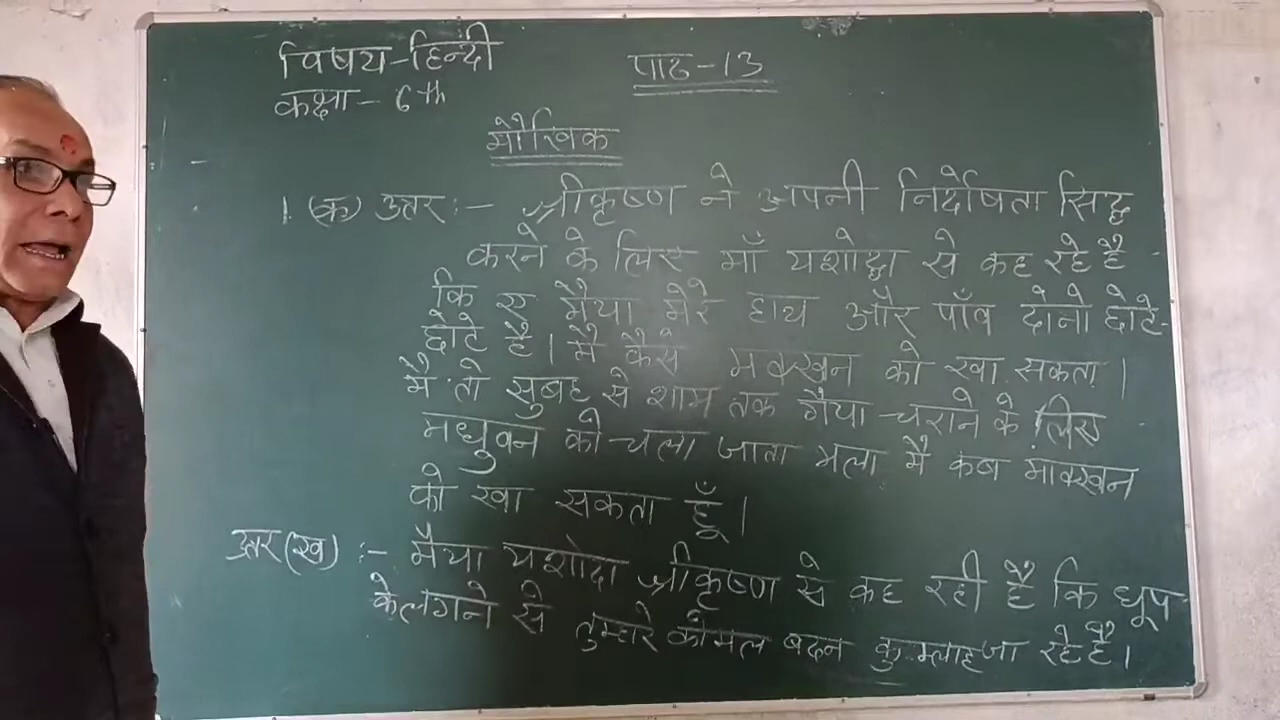 विषय-हिन्दी
पाठ-13
कक्षा- 6th
मौखिक
1. (क) उत्तर :- श्रीकृष्ण ने अपनी निर्दोषता सिद्ध
करने के लिए माँ यशोद्धा से कह रहे है
कि ए मैया मेरे हाथ और पाँव दोनो छोटे-
छोटे है। मै कैसे मक्खन को खा सकता।
मै तो सुबह से शाम तक गैया चराने के लिए
मधुवन को चला जाता भला मै कब माक्खन
को खा सकता हूँ।
उत्तर (ख) :- मैया यशोदा श्रीकृष्ण से कह रही है कि धूप
के लगने से तुम्हारे कोमल बदन कुम्लाह जा रहे है।